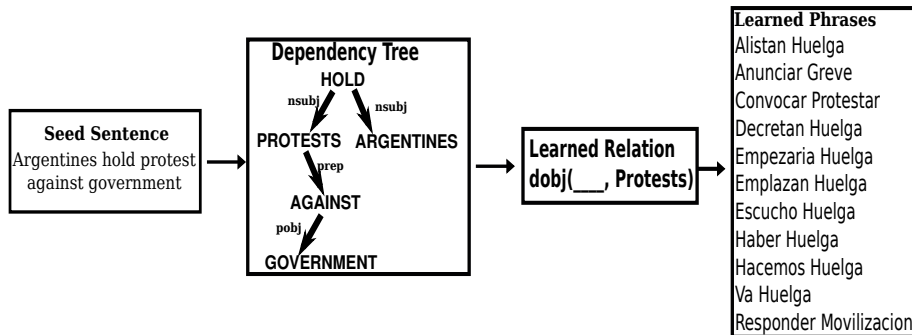 Seed Sentence
Argentines hold protest
against government
Dependency Tree
HOLD
nsubj
nsubj
PROTESTS
ARGENTINES
prep
AGAINST
pobj
GOVERNMENT
Learned Relation
dobj(____, Protests)
Learned Phrases
Alistan Huelga
Anunciar Greve
Convocar Protestar
Decretan Huelga
Empezaria Huelga
Emplazan Huelga
Escucho Huelga
Haber Huelga
Hacemos Huelga
Va Huelga
Responder Movilizacion